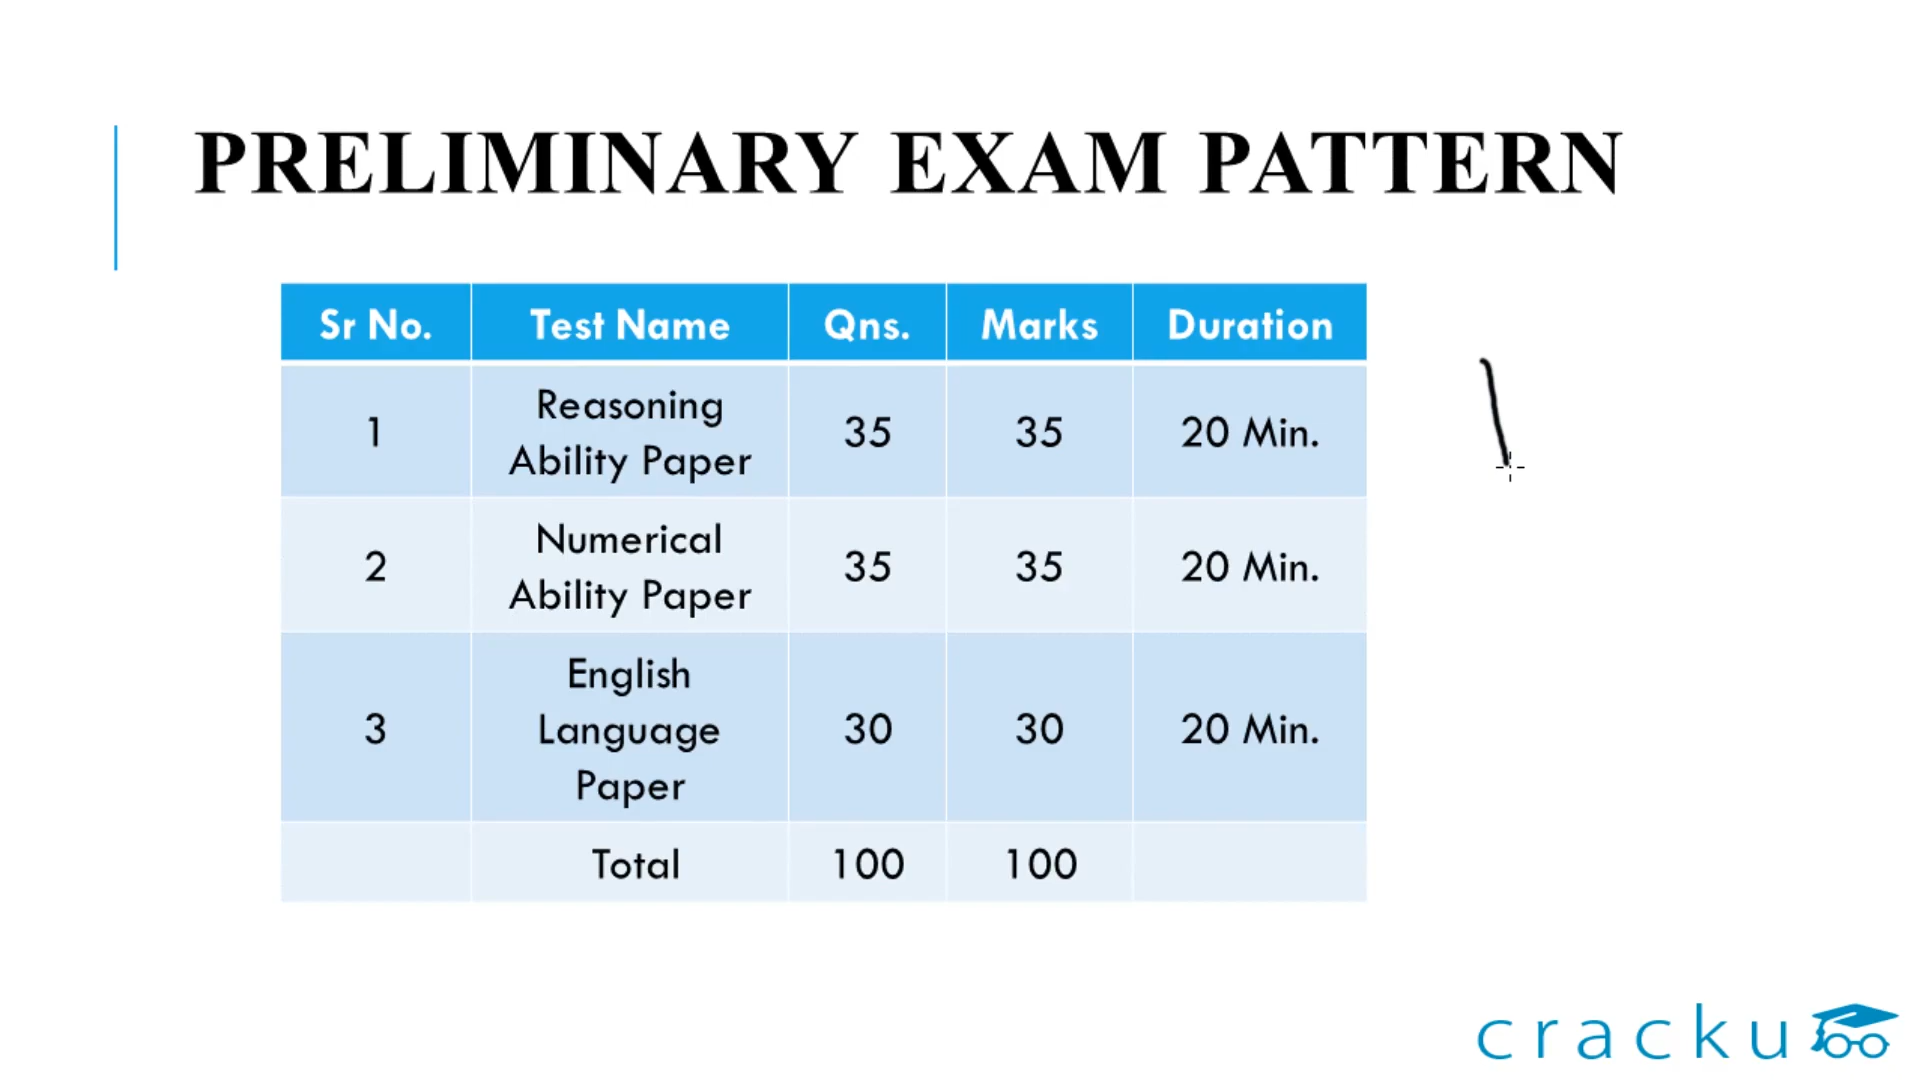 PRELIMINARY EXAM PATTERN
Sr No. Test Name Qns. Marks Duration
1 Reasoning Ability Paper 35 35 20 Min.
2 Numerical Ability Paper 35 35 20 Min.
3 English Language Paper 30 30 20 Min.
Total 100 100
cracku